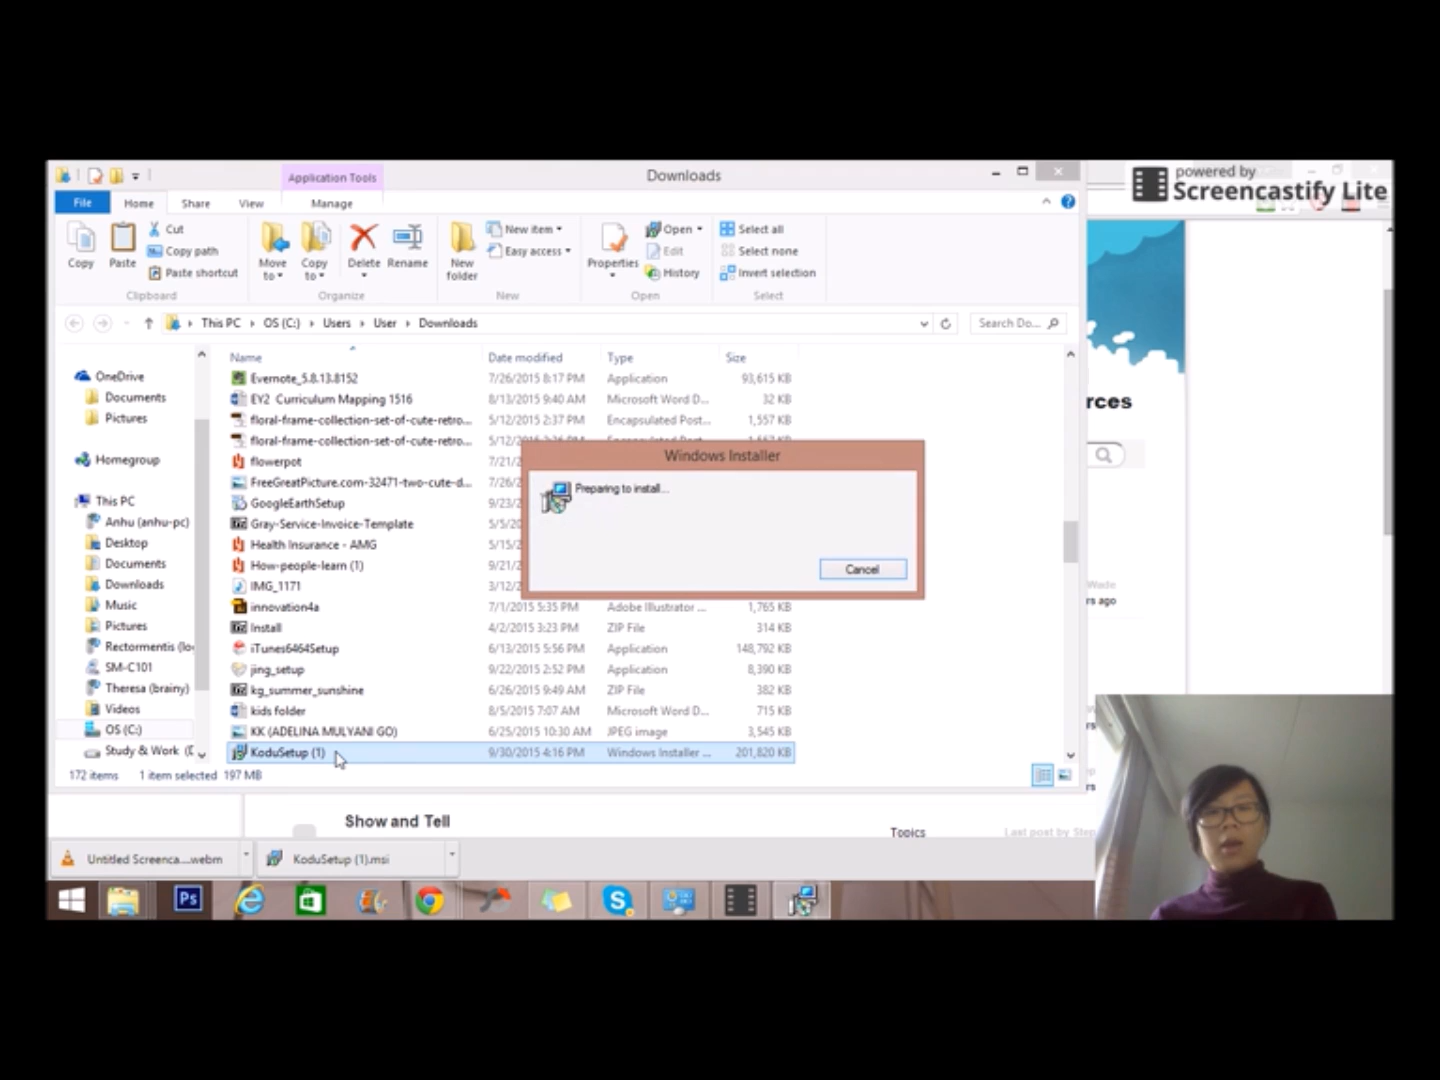 Application Tools
Downloads
powered by
Screencastify Lite
File
Home
Share
View
Manage
Copy
Paste
Cut
Copy path
Paste shortcut
Clipboard
Move to
Copy to
Delete
Rename
Organize
New folder
New item
Easy access
New
Properties
Open
Edit
History
Open
Select all
Select none
Invert selection
Select
This PC
OS (C:)
Users
User
Downloads
Search Do...
Name
Date modified
Type
Size
OneDrive
Documents
Pictures
Homegroup
This PC
Anhu (anhu-pc)
Desktop
Documents
Downloads
Music
Pictures
Rectormentis (lo
SM-C101
Theresa (brainy)
Videos
OS (C:)
Study & Work (D
Evernote_5.8.13.8152 7/26/2015 8:17 PM Application 93,615 KB
EY2 Curriculum Mapping 1516 8/13/2015 9:40 AM Microsoft Word D... 32 KB
floral-frame-collection-set-of-cute-retro... 5/12/2015 2:37 PM Encapsulated Post... 1,557 KB
floral-frame-collection-set-of-cute-retro... 5/12
flowerpot 7/21/2
FreeGreatPicture.com-32471-two-cute-d... 7/26/2
GoogleEarthSetup 9/23/2
Gray-Service-Invoice-Template 5/5/20
Health Insurance - AMG 5/15/2
How-people-learn (1) 9/21/2
IMG_1171 3/12/2
innovation4a 7/1/2015 5:35 PM Adobe Illustrator ... 1,765 KB
Install 4/2/2015 3:23 PM ZIP File 314 KB
iTunes6464Setup 6/13/2015 5:56 PM Application 148,792 KB
jing_setup 9/22/2015 2:52 PM Application 8,390 KB
kg_summer_sunshine 6/26/2015 9:49 AM ZIP File 382 KB
kids folder 8/5/2015 7:07 AM Microsoft Word D... 715 KB
KK (ADELINA MULYANI GO) 6/25/2015 10:30 AM JPEG image 3,545 KB
KoduSetup (1) 9/30/2015 4:16 PM Windows Installer ... 201,820 KB
Windows Installer
Preparing to install...
Cancel
rces
Wade
rs ago
172 items 1 item selected 197 MB
Show and Tell
Topics
Last post by Step
Untitled Screenca....webm
KoduSetup (1).msi
Ps